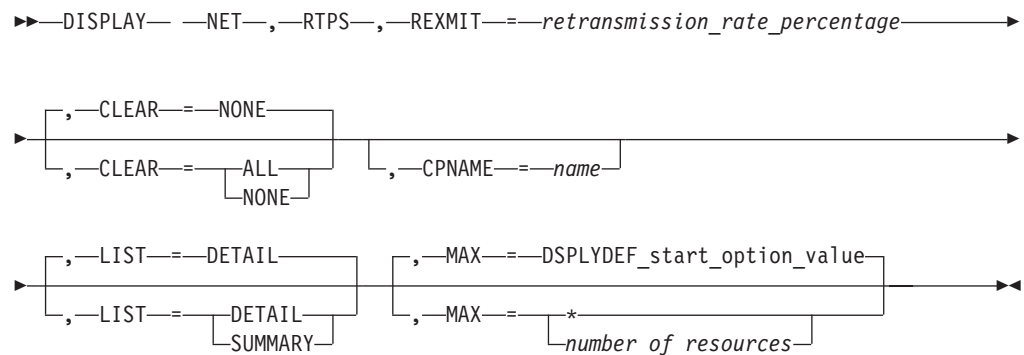 DISPLAY NET , RTPS , REXMIT = retransmission_rate_percentage
, CLEAR = NONE
, CLEAR = ALL , CPNAME = name
NONE
, LIST = DETAIL , MAX = DSPLYDEF_start_option_value
, LIST = DETAIL , MAX = *
SUMMARY number of resources